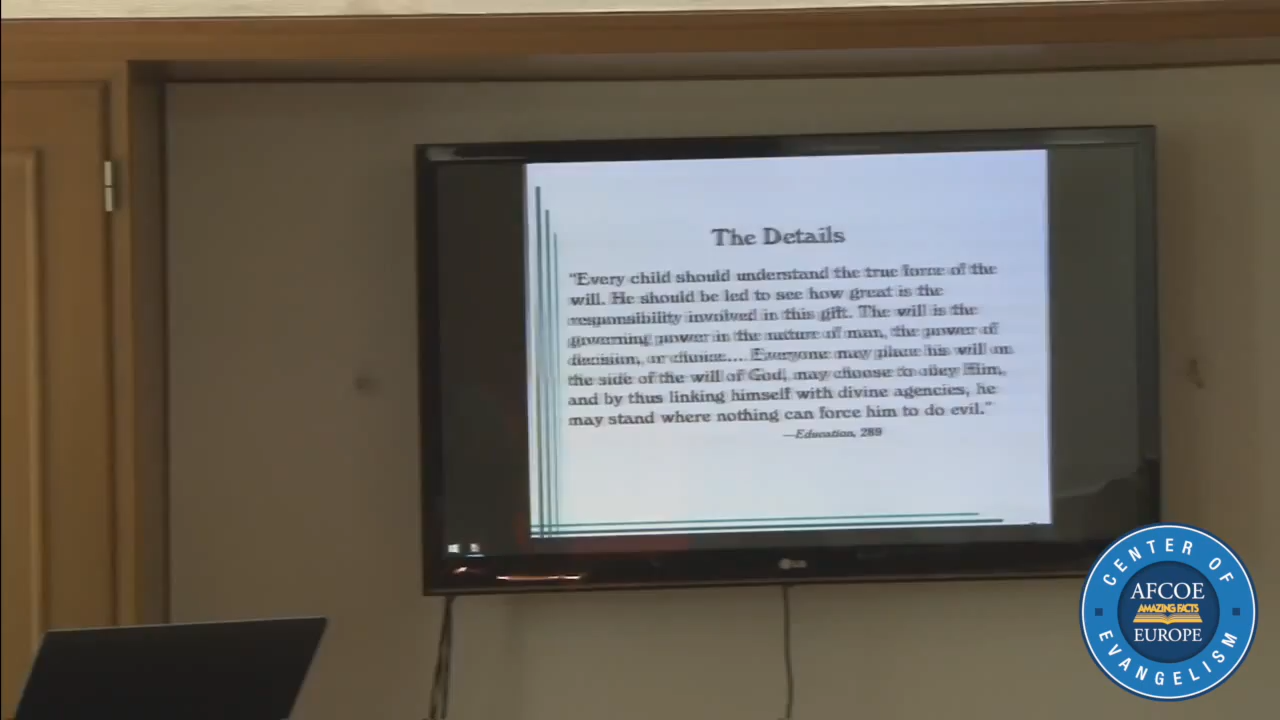 The Details
"Every child should understand the true force of the
will. He should be led to see how great is the
responsibility involved in this gift. The will is the
governing power in the nature of man, the power of
decision, or choice.... Everyone may place his will on
the side of the will of God, may choose to obey Him,
and by thus linking himself with divine agencies, he
may stand where nothing can force him to do evil."
—Education, 289
LG
CENTER OF
AFCOE
AMAZING FACTS
EUROPE
EVANGELISM